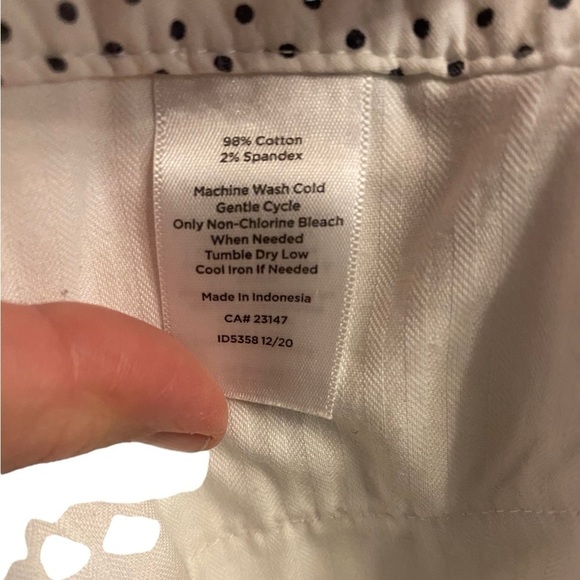 98% Cotton
2% Spandex
Machine Wash Cold
Gentle Cycle
Only Non-Chlorine Bleach
When Needed
Tumble Dry Low
Cool Iron If Needed
Made In Indonesia
CA# 23147
ID5358 12/20